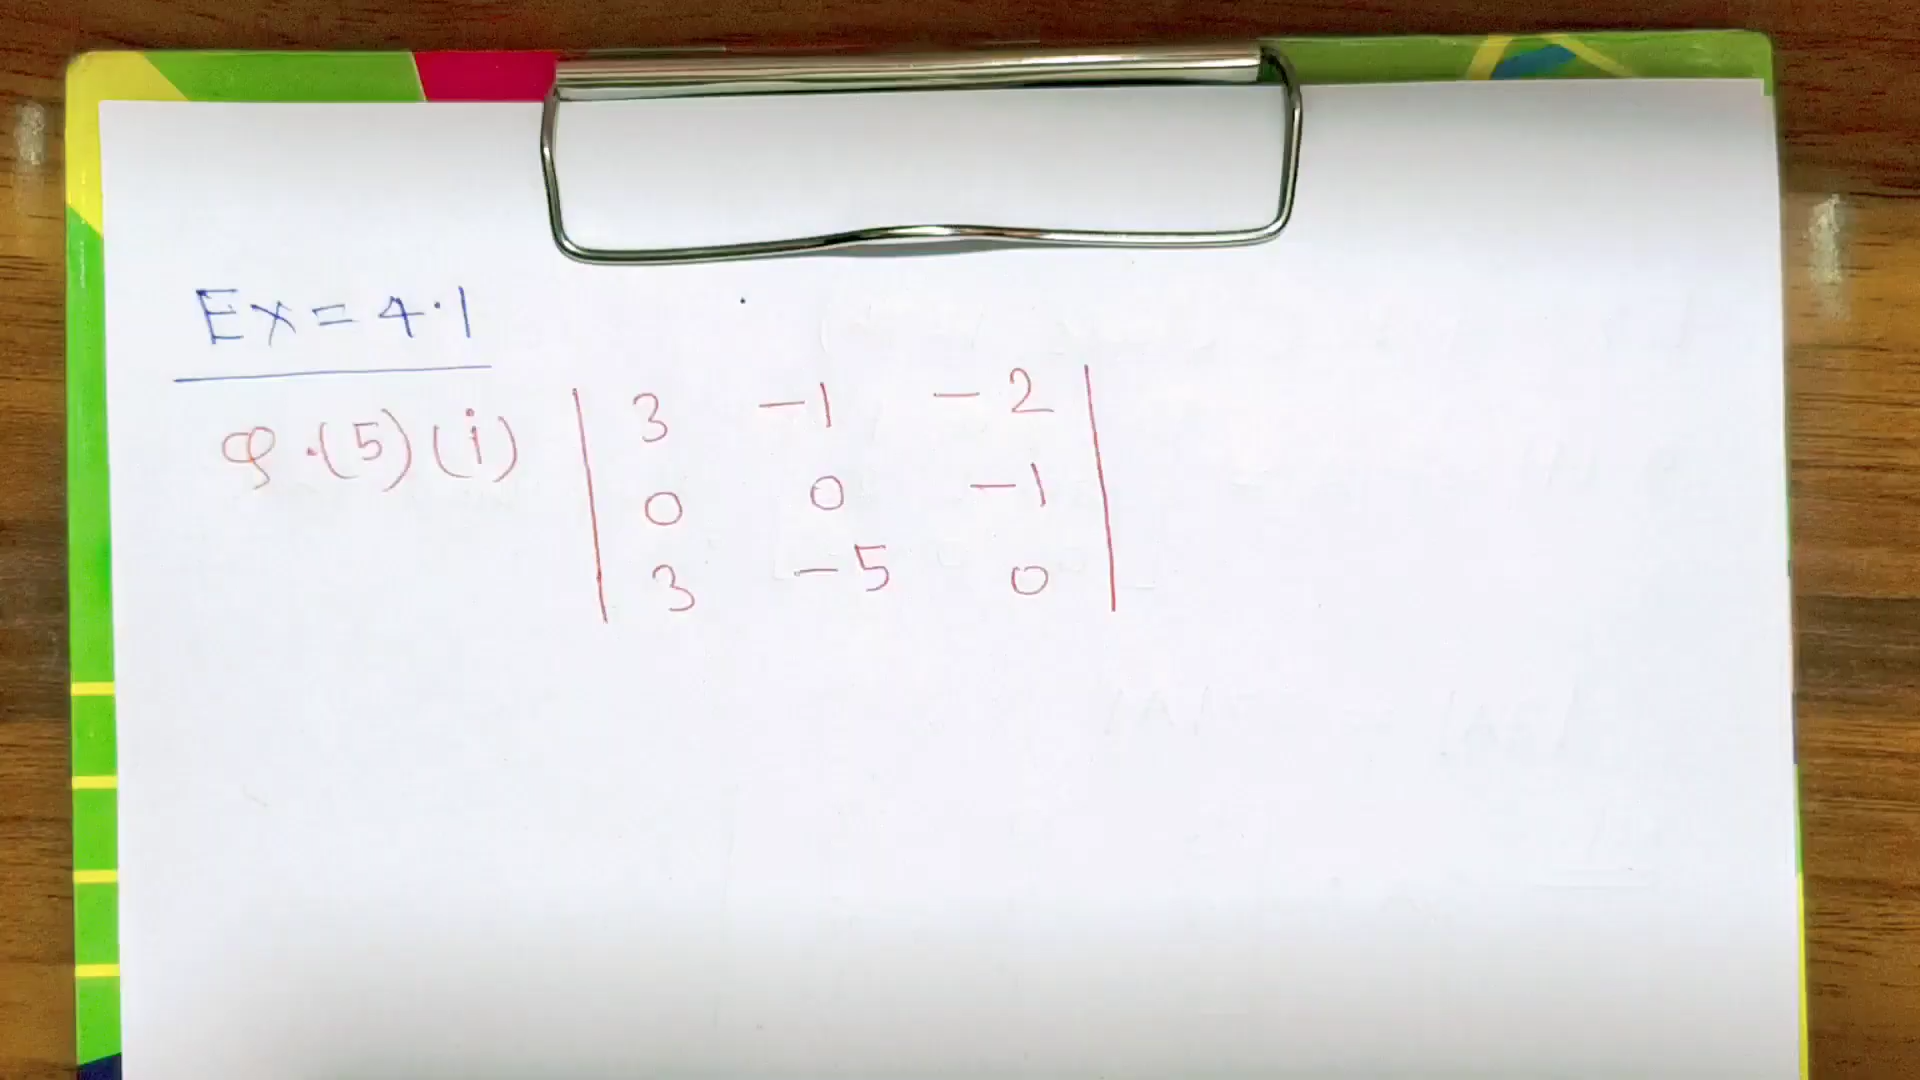 Ex = 4.1
Q.(5)(i) | 3 -1 -2 |
| 0 0 -1 |
| 3 -5 0 |